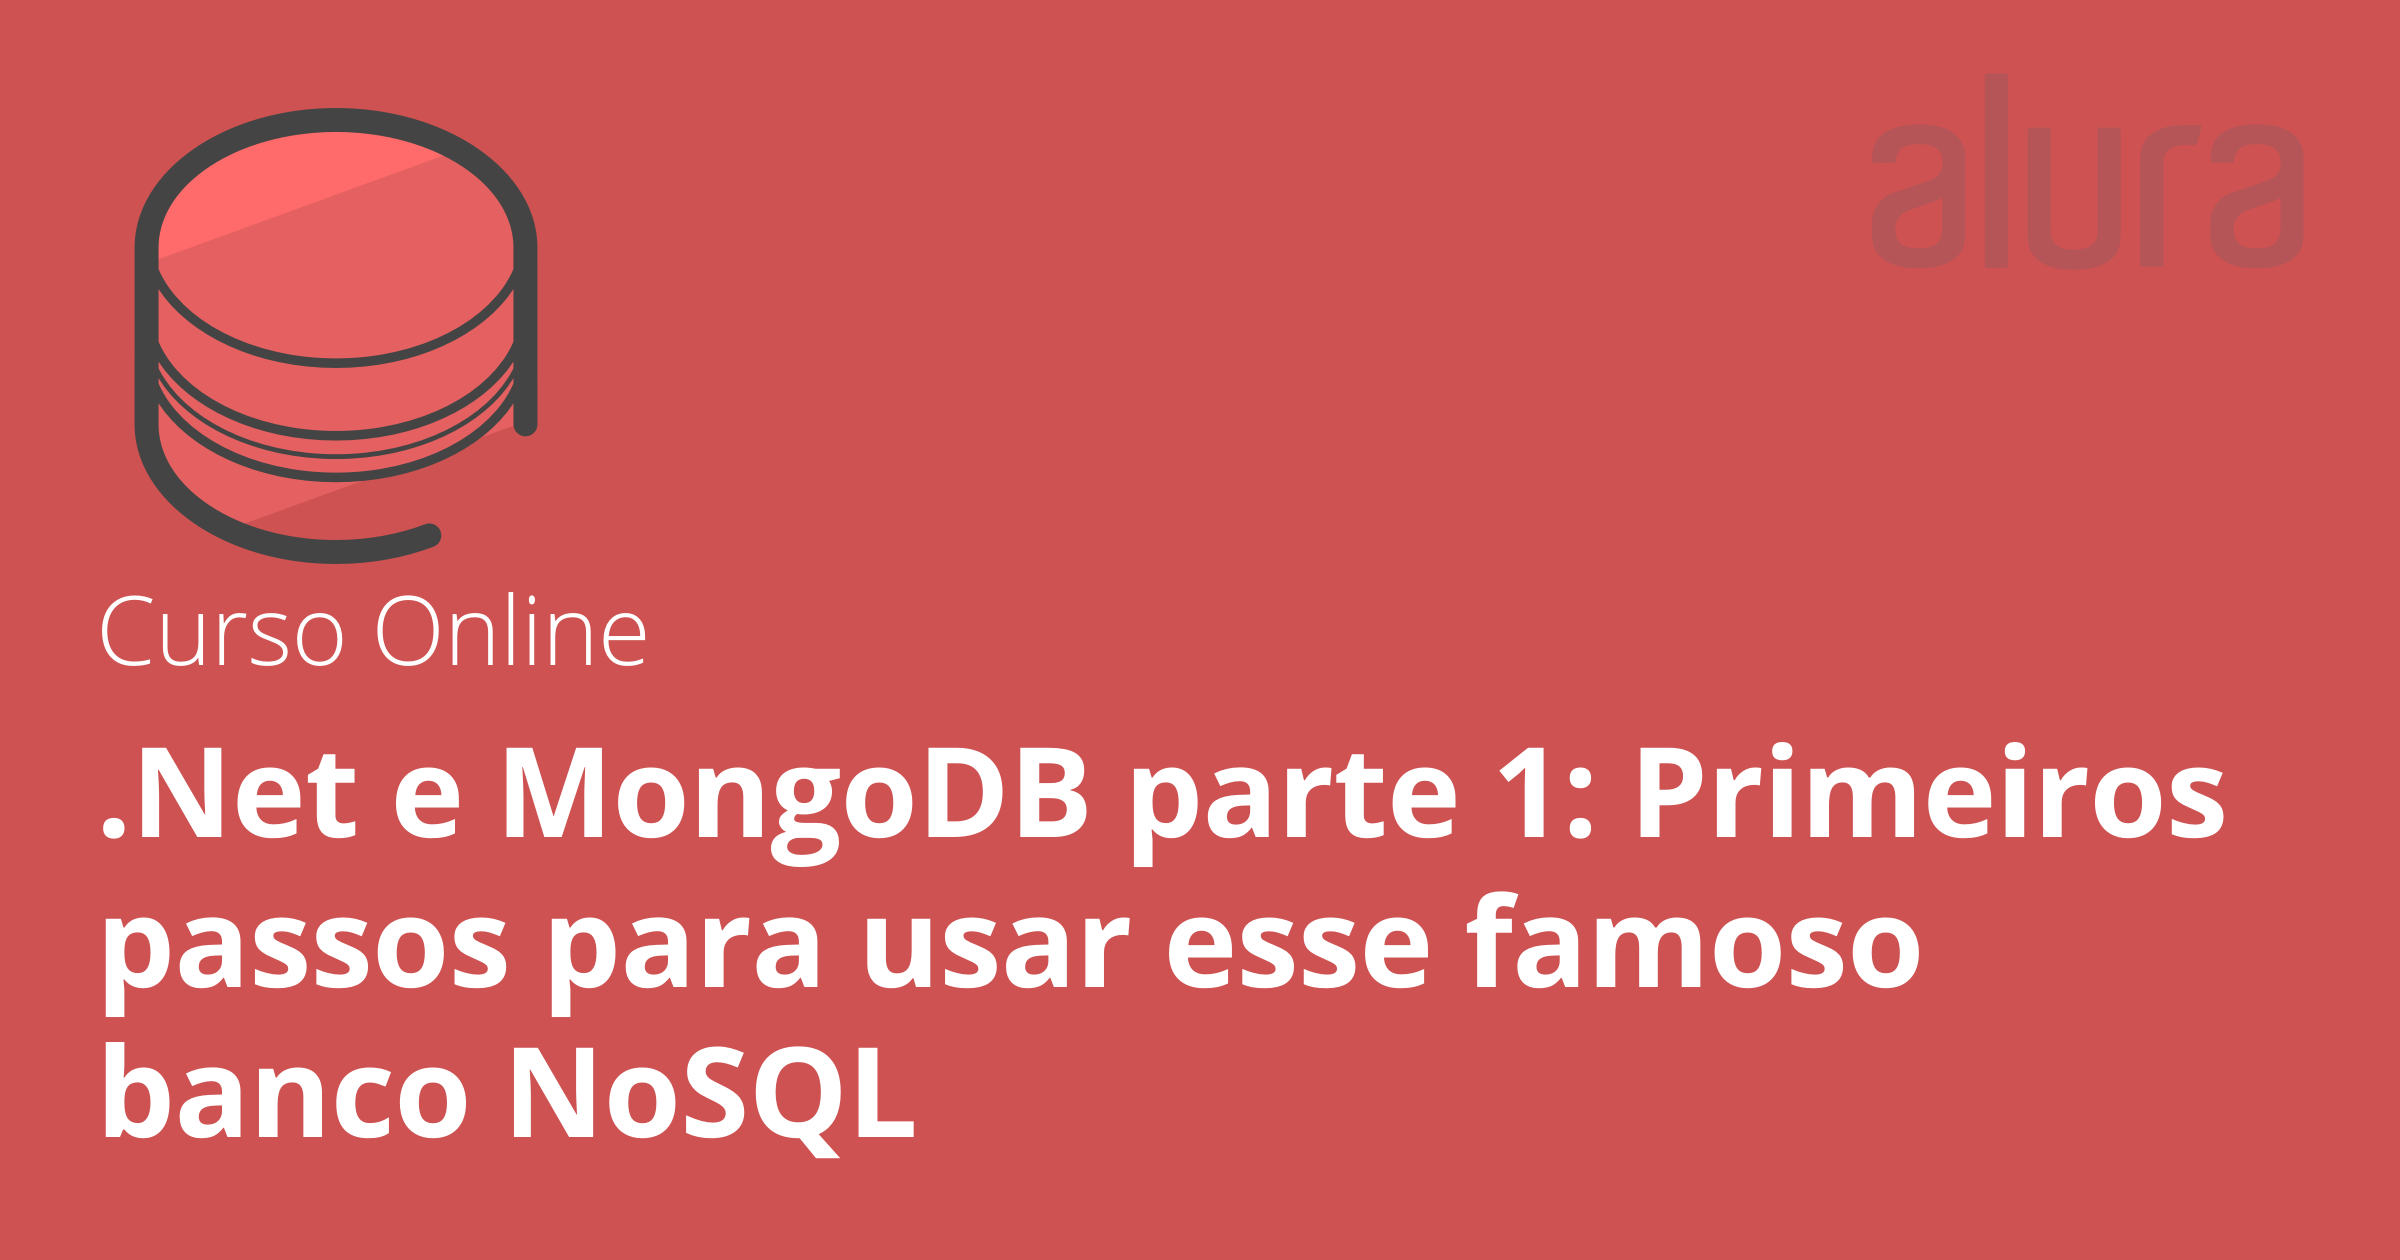 alura
Curso Online
.Net e MongoDB parte 1: Primeiros
passos para usar esse famoso
banco NoSQL